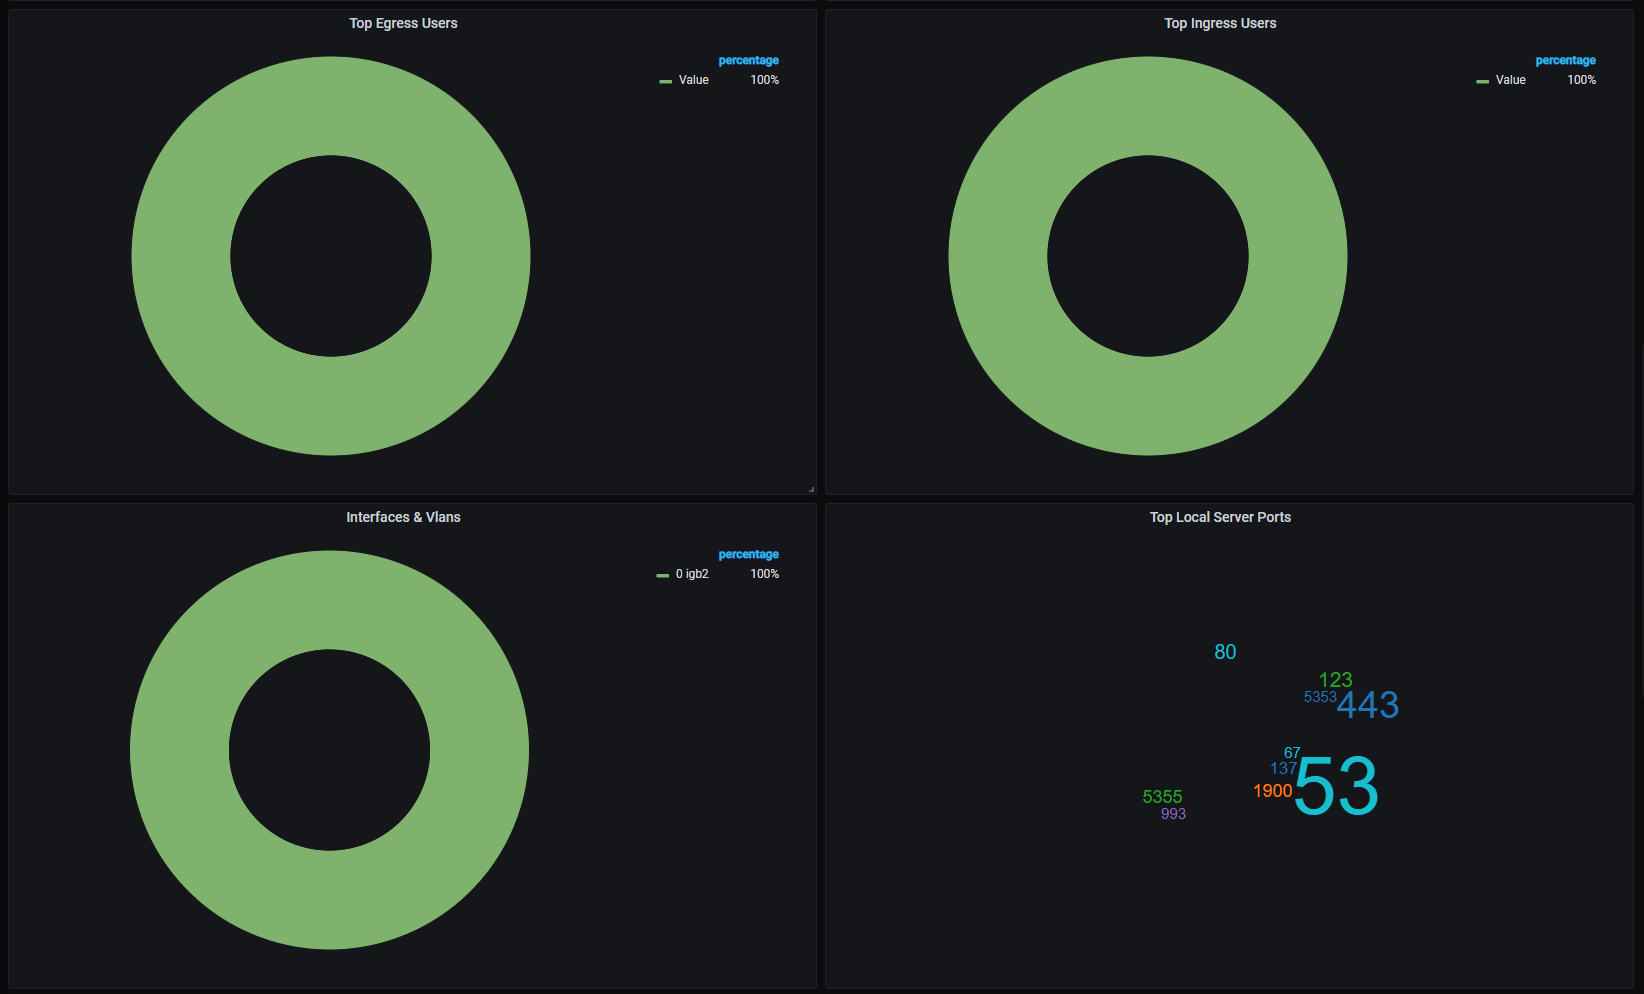 Top Egress Users
percentage
Value 100%
Top Ingress Users
percentage
Value 100%
Interfaces & Vlans
percentage
0 igb2 100%
Top Local Server Ports
80
123
5353 443
67
137
1900 53
5355
993